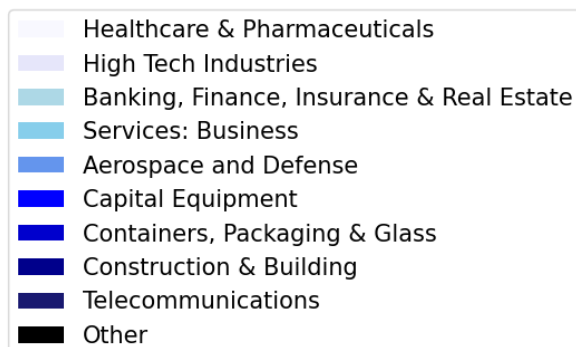 Healthcare & Pharmaceuticals
High Tech Industries
Banking, Finance, Insurance & Real Estate
Services: Business
Aerospace and Defense
Capital Equipment
Containers, Packaging & Glass
Construction & Building
Telecommunications
Other